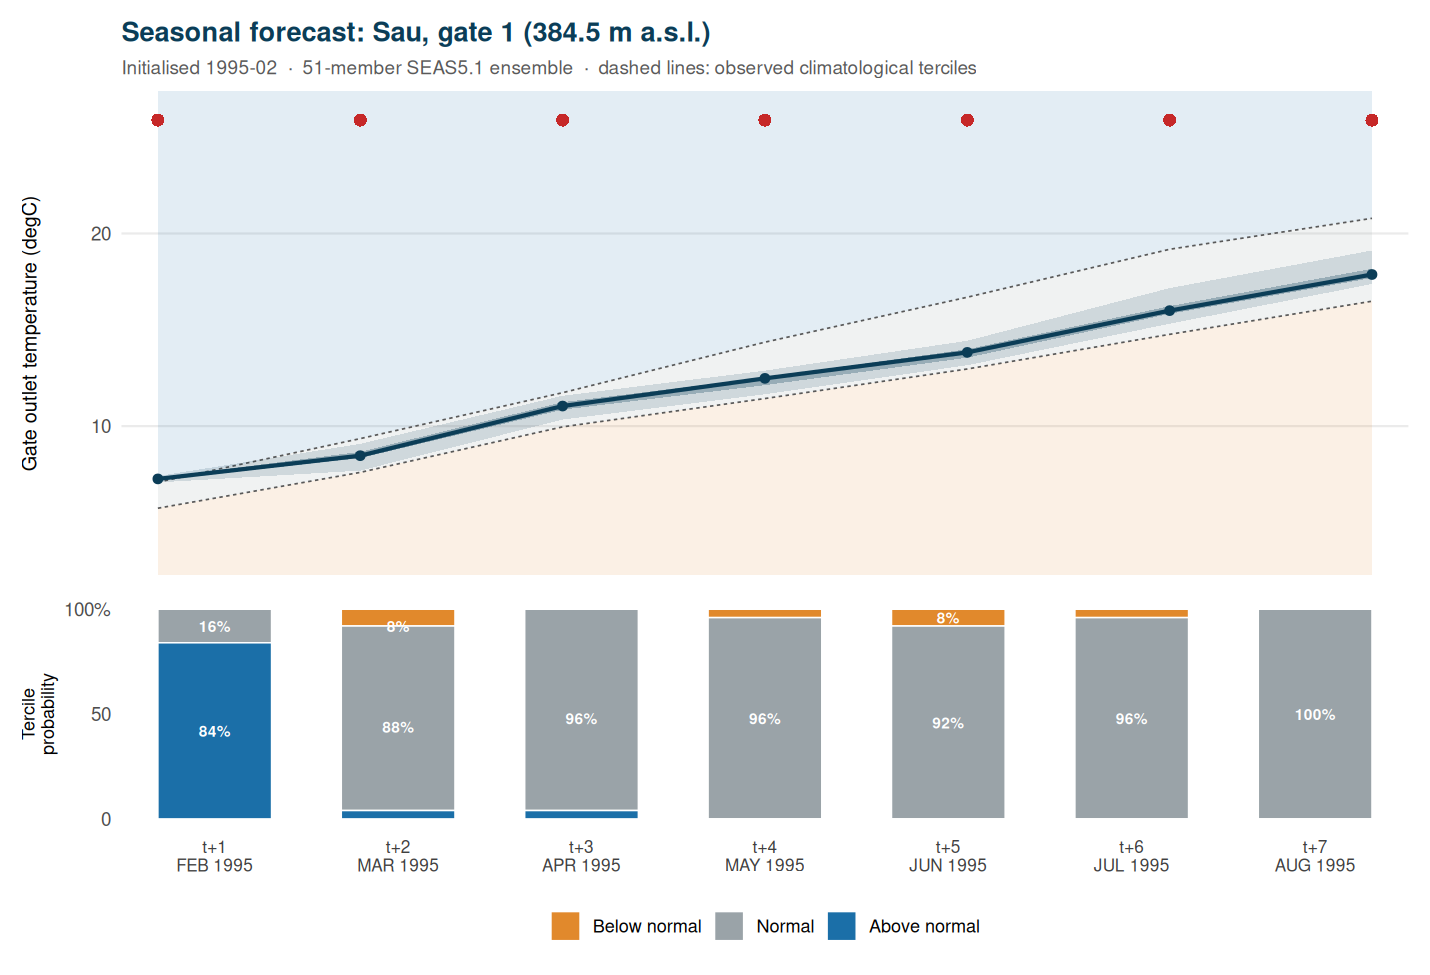 Seasonal forecast: Sau, gate 1 (384.5 m a.s.l.)
Initialised 1995-02 · 51-member SEAS5.1 ensemble · dashed lines: observed climatological terciles
Gate outlet temperature (degC)
20
10
Tercile
probability
100%
50
0
16%
84%
8%
88%
96%
96%
8%
92%
96%
100%
t+1
FEB 1995
t+2
MAR 1995
t+3
APR 1995
t+4
MAY 1995
t+5
JUN 1995
t+6
JUL 1995
t+7
AUG 1995
Below normal
Normal
Above normal